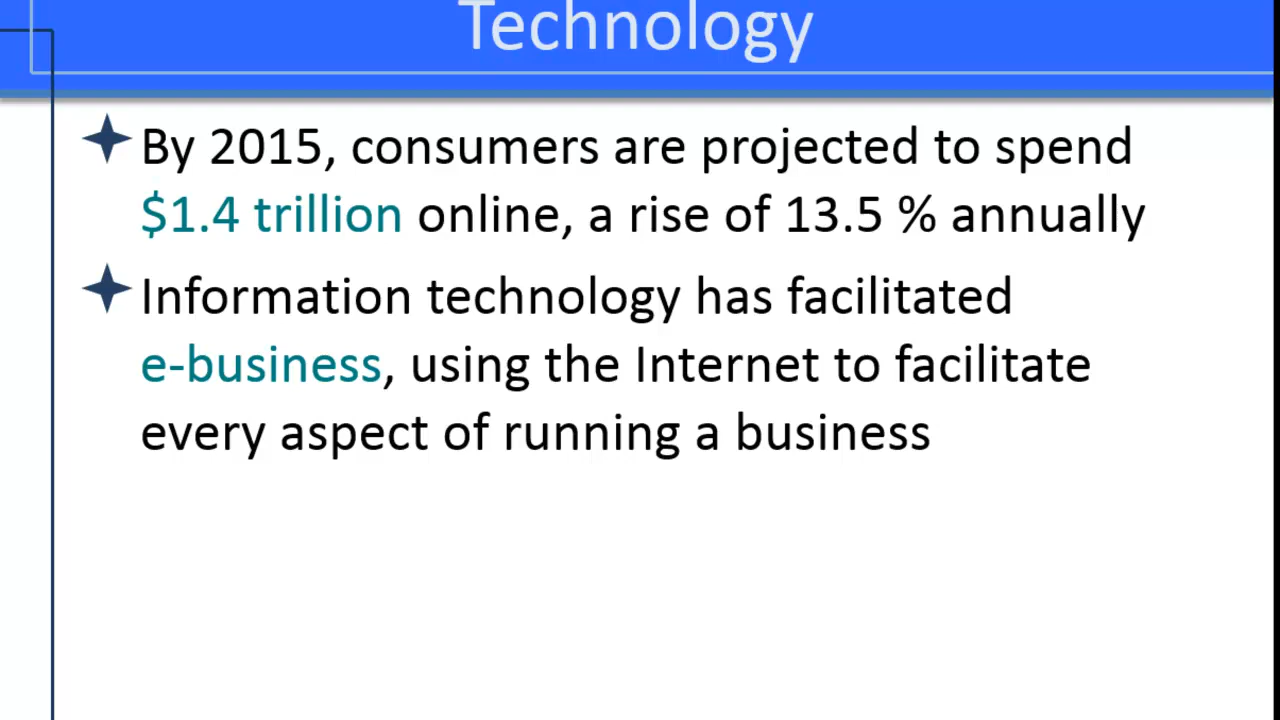 Technology
By 2015, consumers are projected to spend
$1.4 trillion online, a rise of 13.5 % annually
Information technology has facilitated
e-business, using the Internet to facilitate
every aspect of running a business